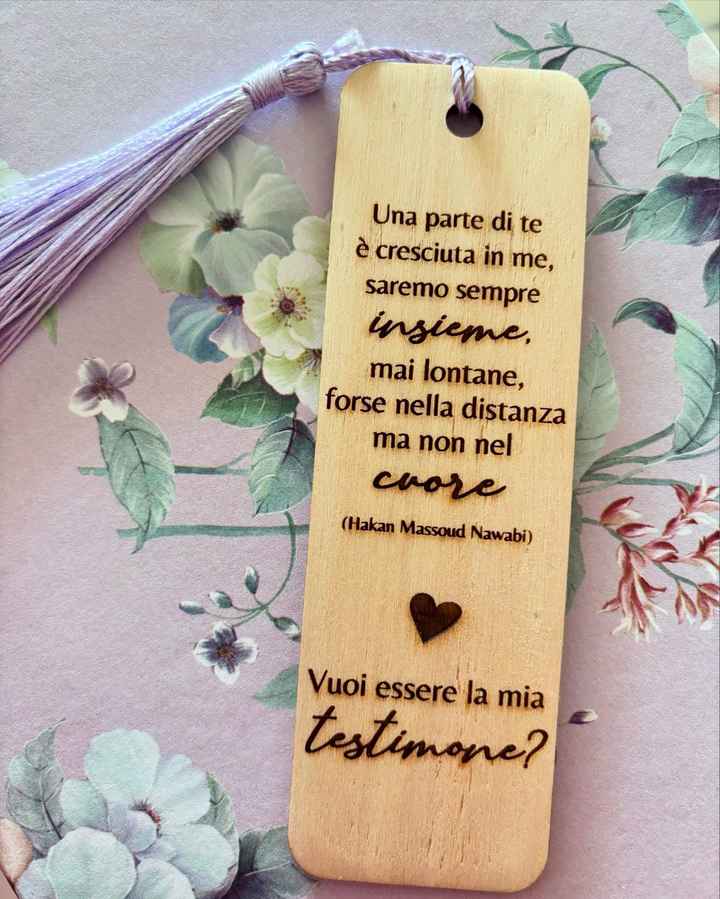 Una parte di te
è cresciuta in me,
saremo sempre
insieme,
mai lontane,
forse nella distanza
ma non nel
cuore
(Hakan Massoud Nawabi)
Vuoi essere la mia
testimone?